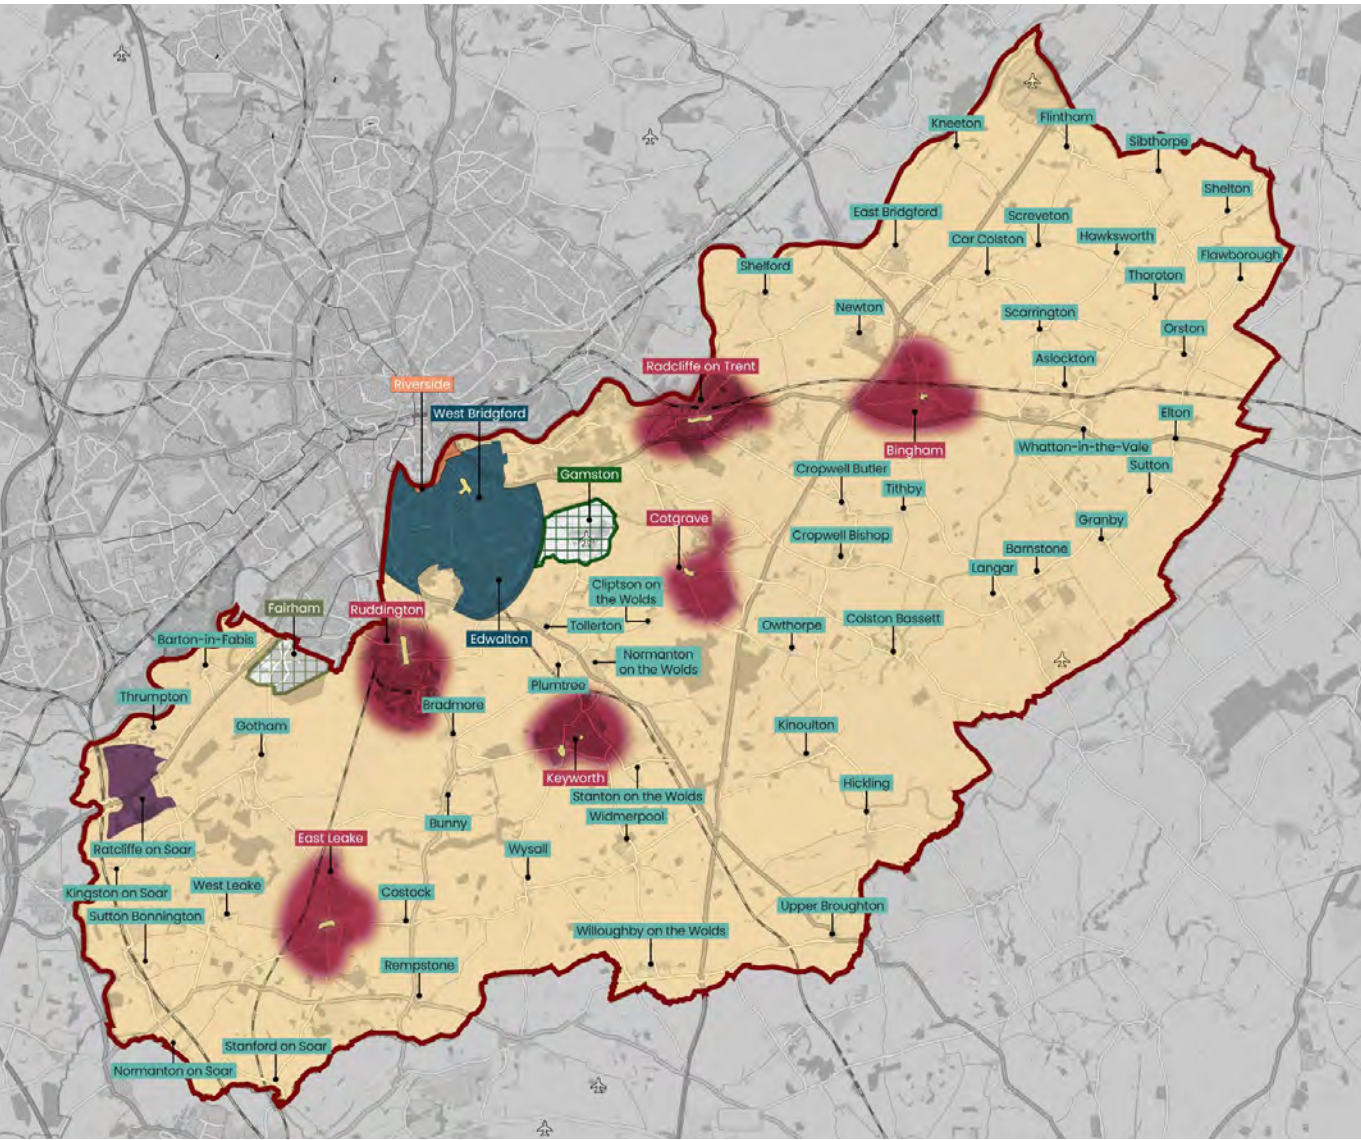 Kneeton
Flintham
Sibthorpe
Shelton
East Bridgford
Screveton
Car Colston
Hawksworth
Flawborough
Shelford
Thoroton
Newton
Scarrington
Orston
Aslockton
Radcliffe on Trent
Riverside
West Bridgford
Elton
Whatton-in-the-Vale
Bingham
Sutton
Cropwell Butler
Gamston
Tithby
Cotgrave
Granby
Cropwell Bishop
Barnstone
Langar
Cliptson on
the Wolds
Fairham
Ruddington
Colston Bassett
Owthorpe
Tollerton
Edwalton
Barton-in-Fabis
Normanton
on the Wolds
Plumtree
Thrumpton
Bradmore
Gotham
Kinoulton
Keyworth
Hickling
Stanton on the Wolds
Widmerpool
Bunny
East Leake
Ratcliffe on Soar
Wysall
West Leake
Kingston on Soar
Costock
Sutton Bonnington
Upper Broughton
Willoughby on the Wolds
Rempstone
Stanford on Soar
Normanton on Soar